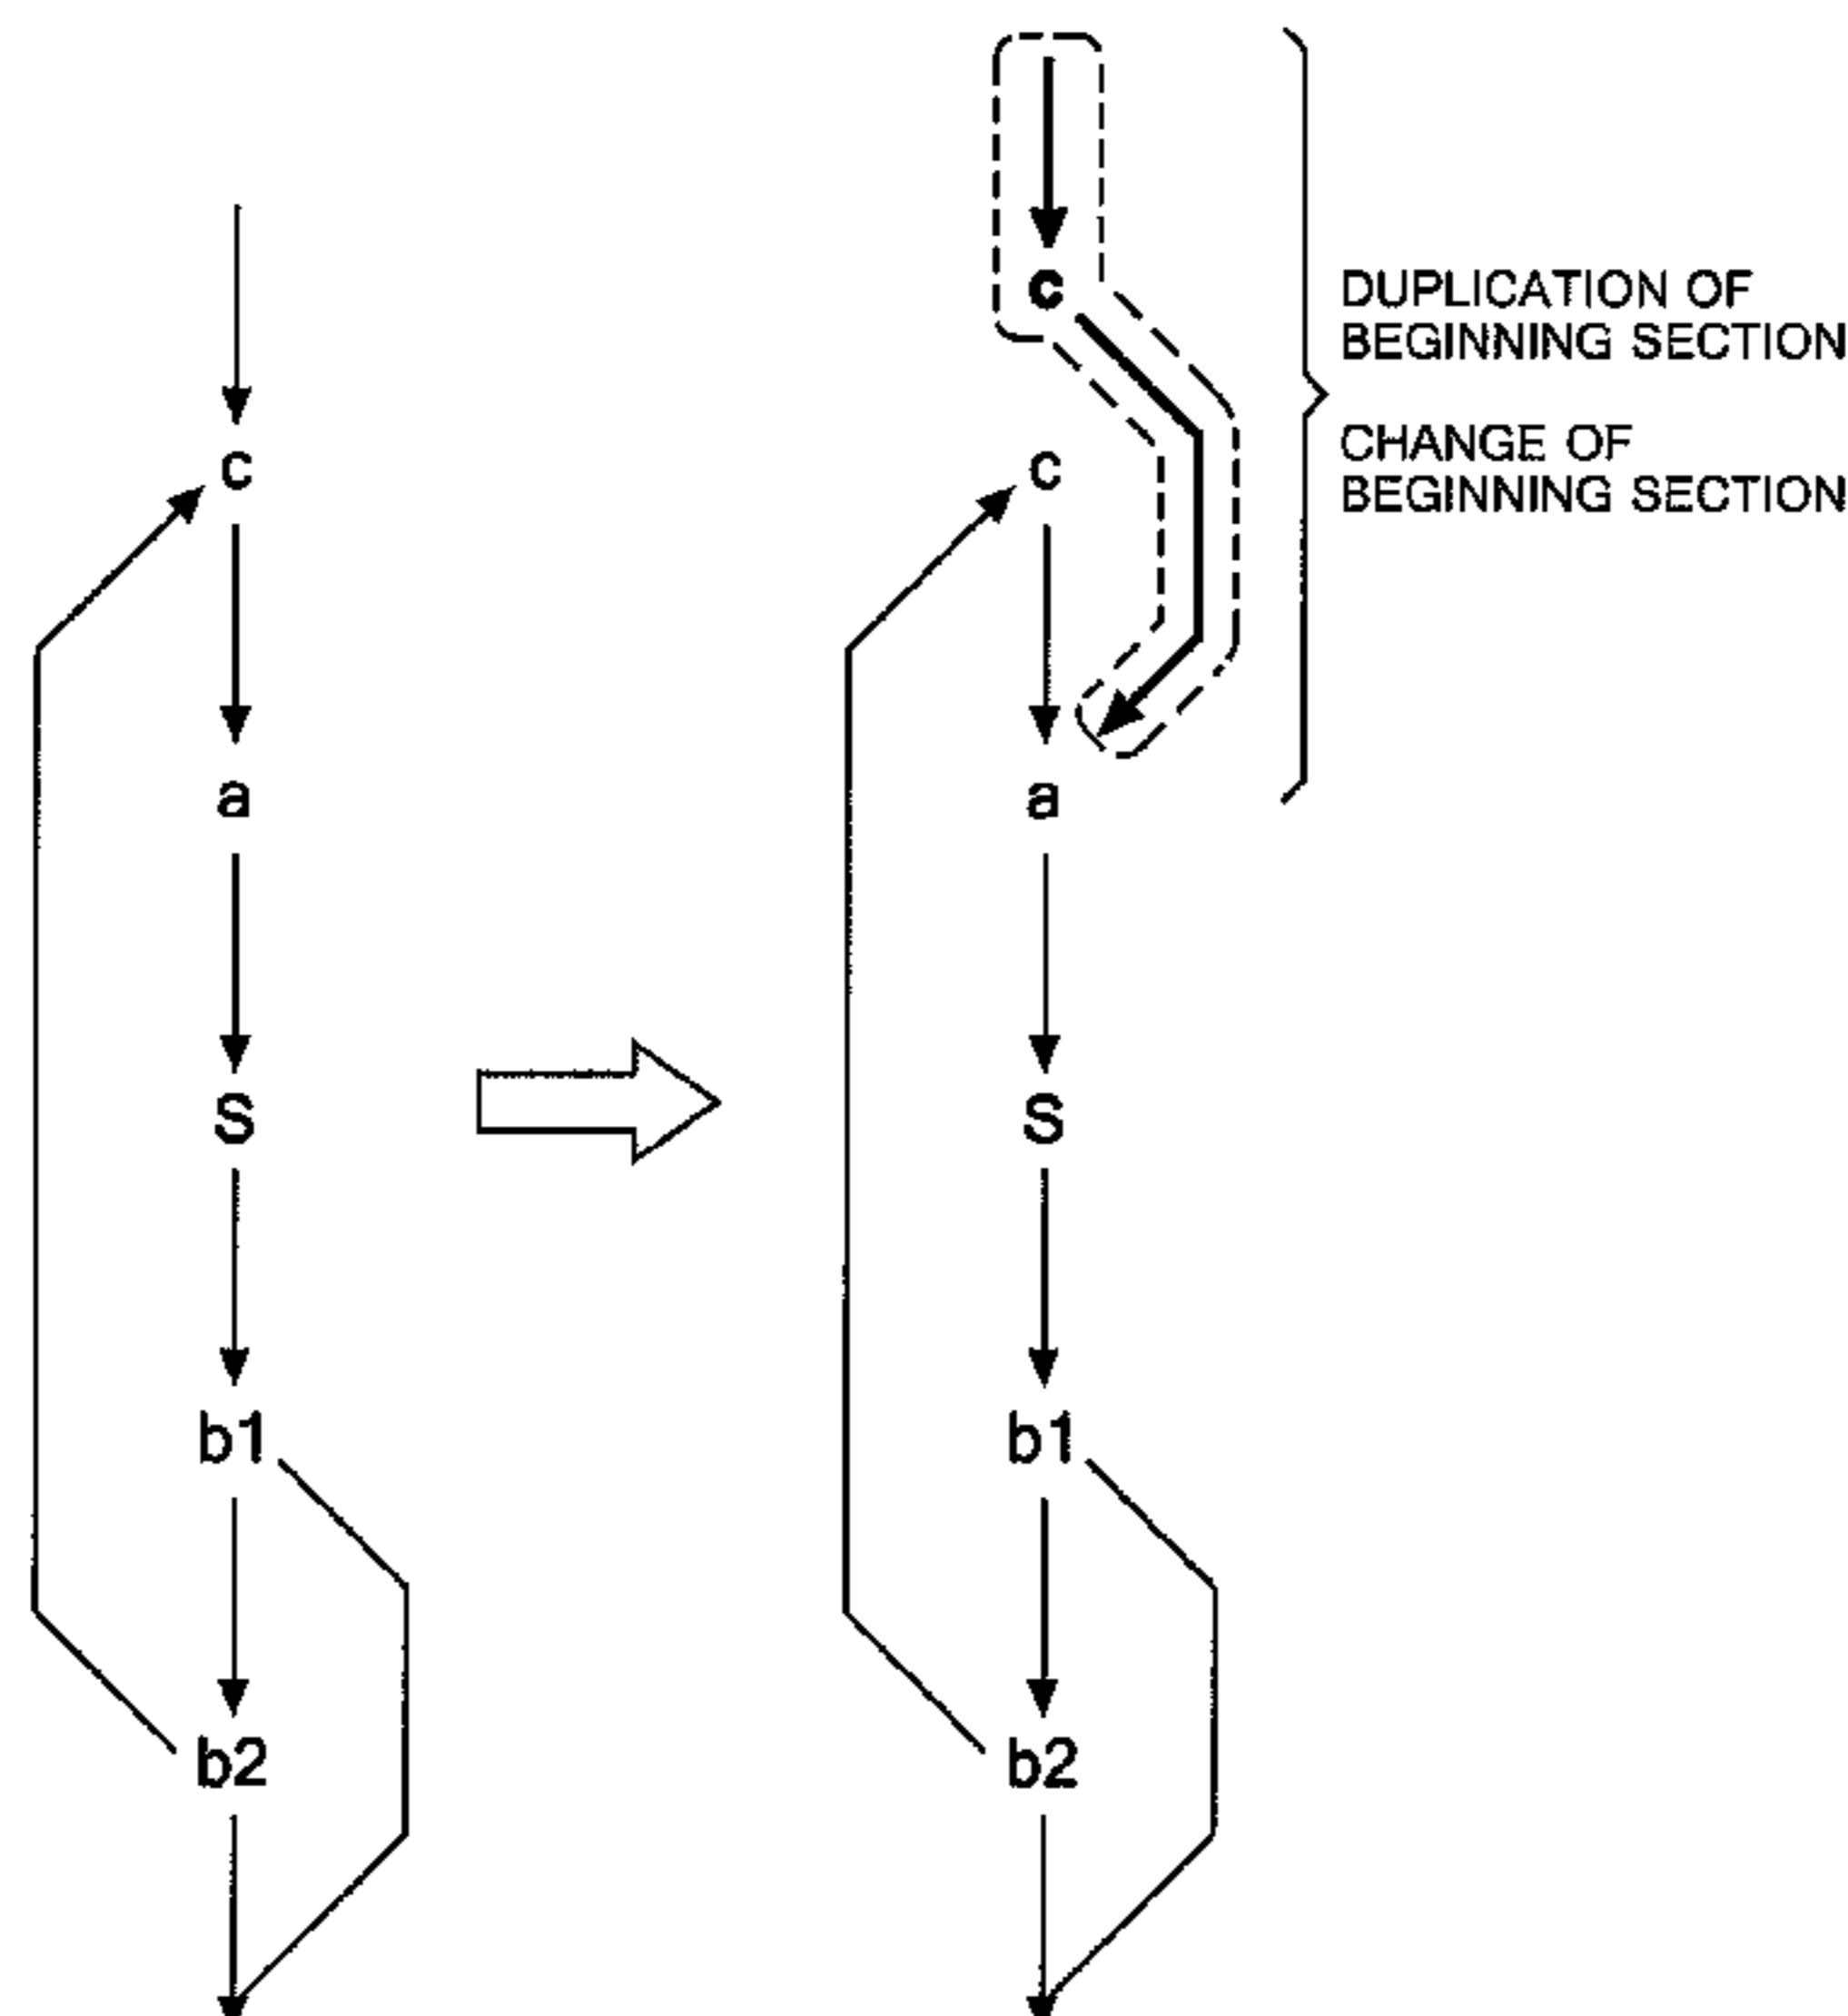 c
a
S
b1
b2
c
c
a
S
b1
b2
DUPLICATION OF
BEGINNING SECTION
CHANGE OF
BEGINNING SECTION